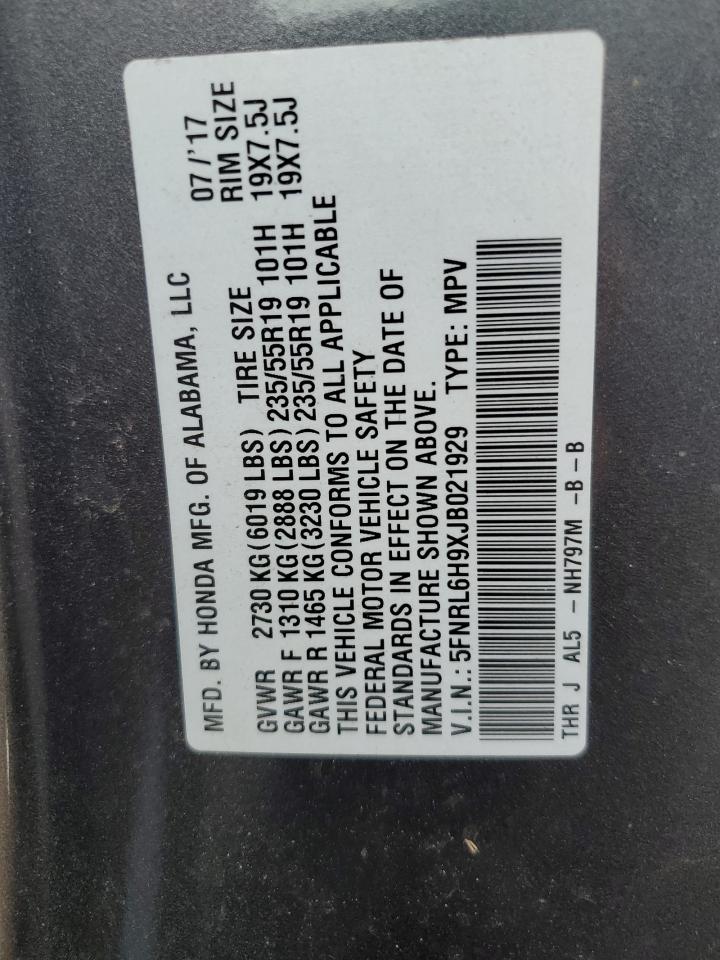 MFD. BY HONDA MFG. OF ALABAMA, LLC 07/'17
GVWR 2730 KG(6019 LBS) TIRE SIZE RIM SIZE
GAWR F 1310 KG(2888 LBS)235/55R19 101H 19X7.5J
GAWR R 1465 KG(3230 LBS)235/55R19 101H 19X7.5J
THIS VEHICLE CONFORMS TO ALL APPLICABLE
FEDERAL MOTOR VEHICLE SAFETY
STANDARDS IN EFFECT ON THE DATE OF
MANUFACTURE SHOWN ABOVE.
V.I.N.: 5FNRL6H9XJB021929 TYPE: MPV
THR J AL5 - NH797M -B-B